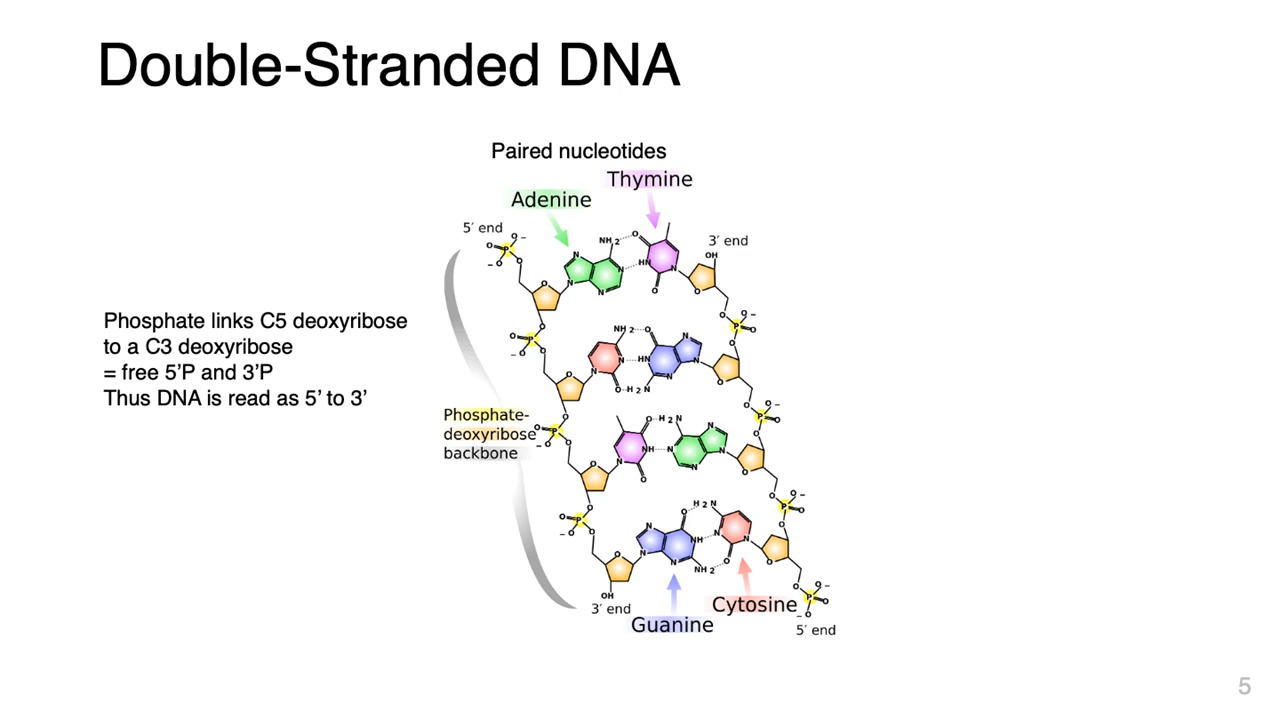 Double-Stranded DNA
Paired nucleotides
Thymine
Adenine
5′ end
3′ end
Phosphate links C5 deoxyribose
to a C3 deoxyribose
= free 5’P and 3’P
Thus DNA is read as 5’ to 3’
Phosphate-
deoxyribose
backbone
3′ end
Cytosine
Guanine
5′ end
5